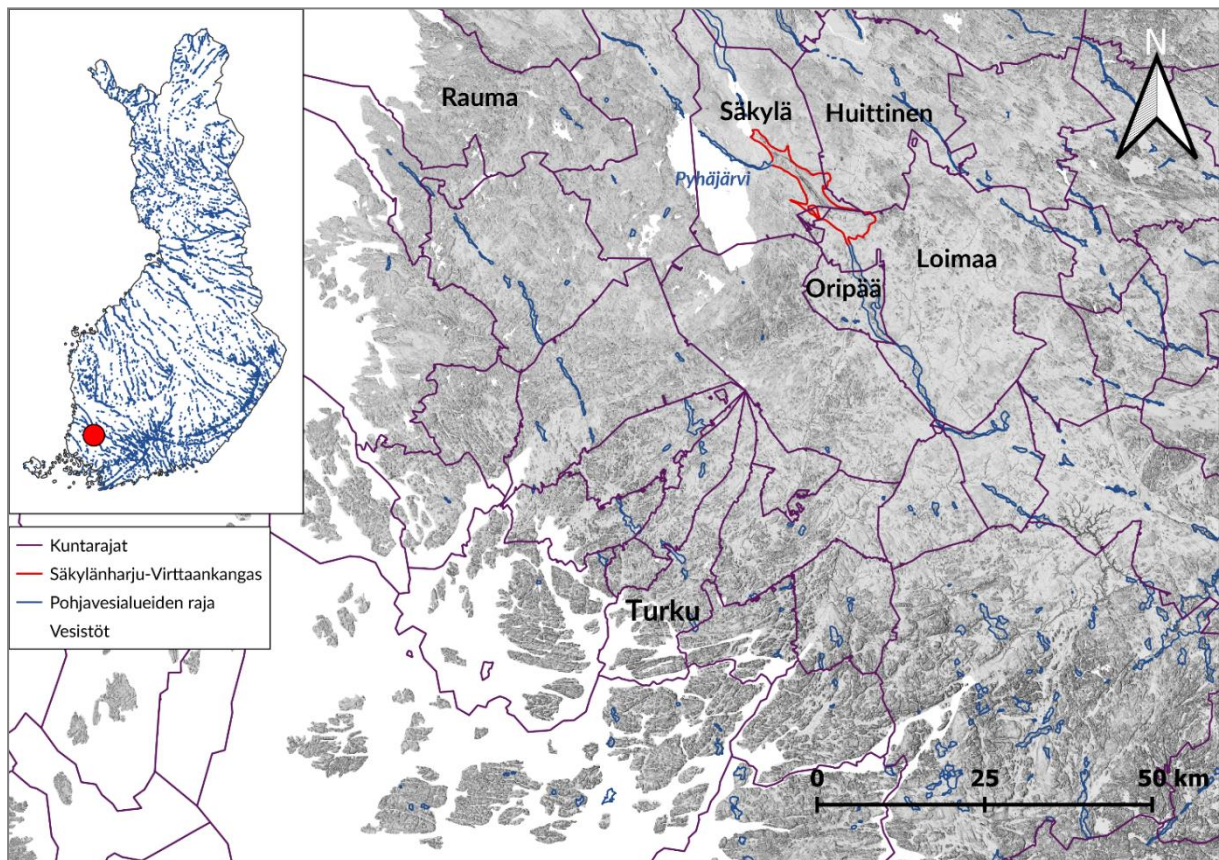 N
Rauma
Säkylä
Huittinen
Pyhäjärvi
Loimaa
Oripää
Kuntarajat
Säkylänharju-Virttaankangas
Pohjavesialueiden raja
Vesistöt
Turku
0 25 50 km